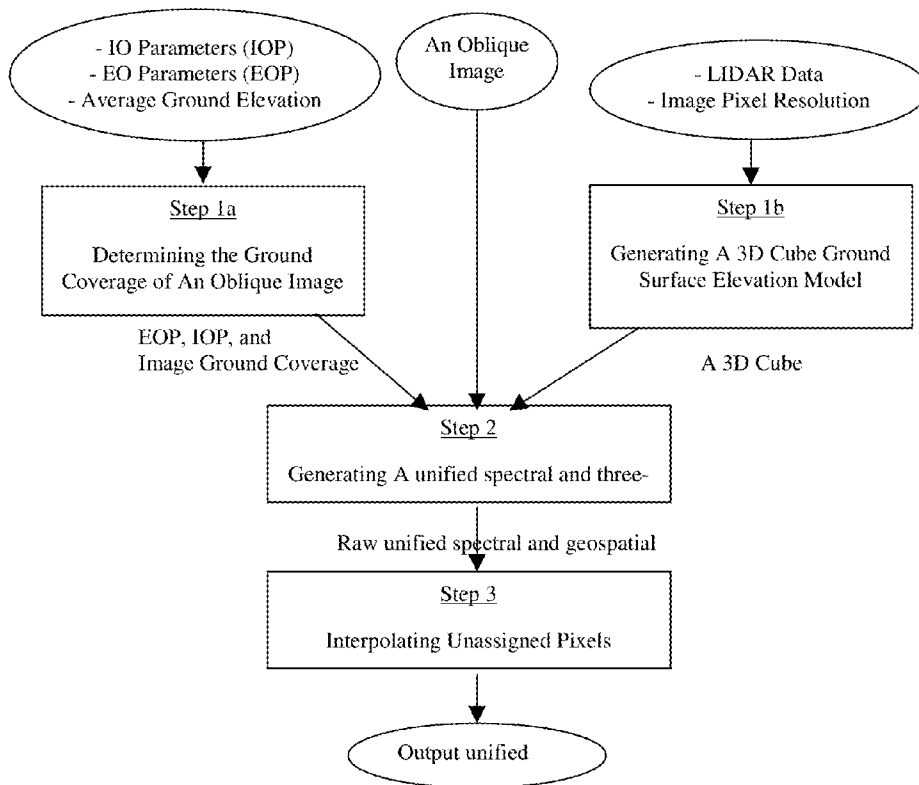 - IO Parameters (IOP)
- EO Parameters (EOP)
- Average Ground Elevation
An Oblique
Image
- LIDAR Data
- Image Pixel Resolution
Step 1a
Determining the Ground
Coverage of An Oblique Image
Step 1b
Generating A 3D Cube Ground
Surface Elevation Model
EOP, IOP, and
Image Ground Coverage
A 3D Cube
Step 2
Generating A unified spectral and three-
Raw unified spectral and geospatial
Step 3
Interpolating Unassigned Pixels
Output unified